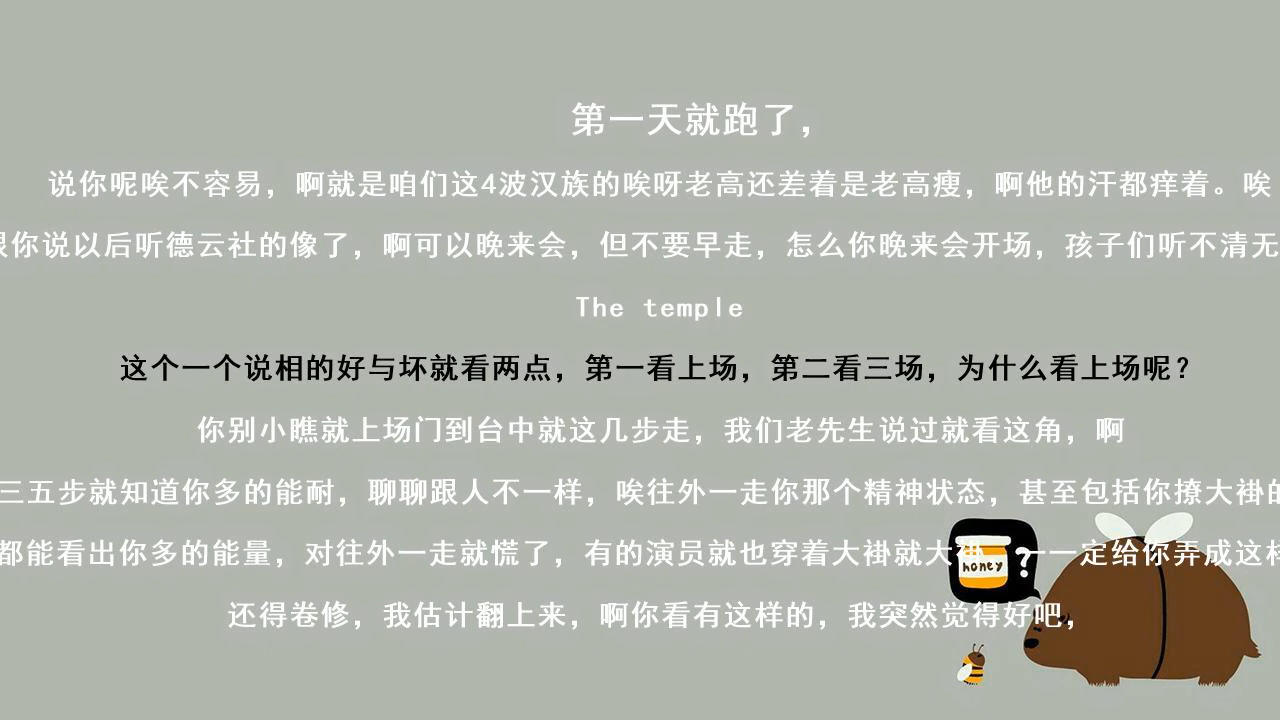 第一天就跑了，
说你呢唉不容易，啊就是咱们这4波汉族的唉呀老高还差着是老高瘦，啊他的汗都痒着。唉
你说以后听德云社的像了，啊可以晚来会，但不要早走，怎么你晚来会开场，孩子们听不清无
The temple
这个一个说相的好与坏就看两点，第一看上场，第二看三场，为什么看上场呢？
你别小瞧就上场门到台中就这几步走，我们老先生说过就看这角，啊
三五步就知道你多的能耐，聊聊跟人不一样，唉往外一走你那个精神状态，甚至包括你撩大褂的
都能看出你多的能量，对往外一走就慌了，有的演员就也穿着大褂就大褂，一一定给你弄成这样
honey ?
还得卷修，我估计翻上来，啊你看有这样的，我突然觉得好吧，